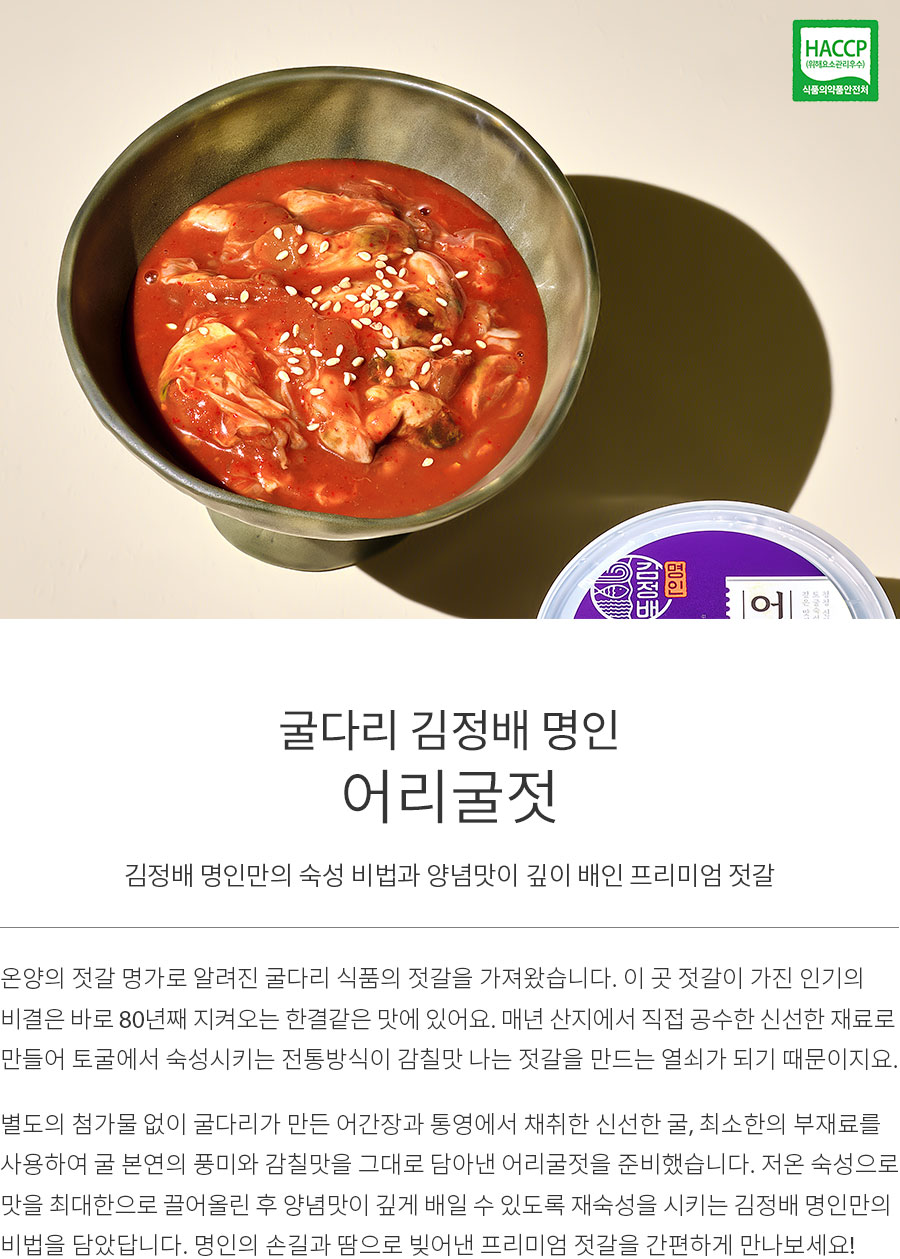 HACCP
(위해요소관리우수)
식품의약품안전처
명인
김정배
어
굴다리 김정배 명인
어리굴젓
김정배 명인만의 숙성 비법과 양념맛이 깊이 배인 프리미엄 젓갈
온양의 젓갈 명가로 알려진 굴다리 식품의 젓갈을 가져왔습니다. 이 곳 젓갈이 가진 인기의
비결은 바로 80년째 지켜오는 한결같은 맛에 있어요. 매년 산지에서 직접 공수한 신선한 재료로
만들어 토굴에서 숙성시키는 전통방식이 감칠맛 나는 젓갈을 만드는 열쇠가 되기 때문이지요.
별도의 첨가물 없이 굴다리가 만든 어간장과 통영에서 채취한 신선한 굴, 최소한의 부재료를
사용하여 굴 본연의 풍미와 감칠맛을 그대로 담아낸 어리굴젓을 준비했습니다. 저온 숙성으로
맛을 최대한으로 끌어올린 후 양념맛이 깊게 배일 수 있도록 재숙성을 시키는 김정배 명인만의
비법을 담았답니다. 명인의 손길과 땀으로 빚어낸 프리미엄 젓갈을 간편하게 만나보세요!